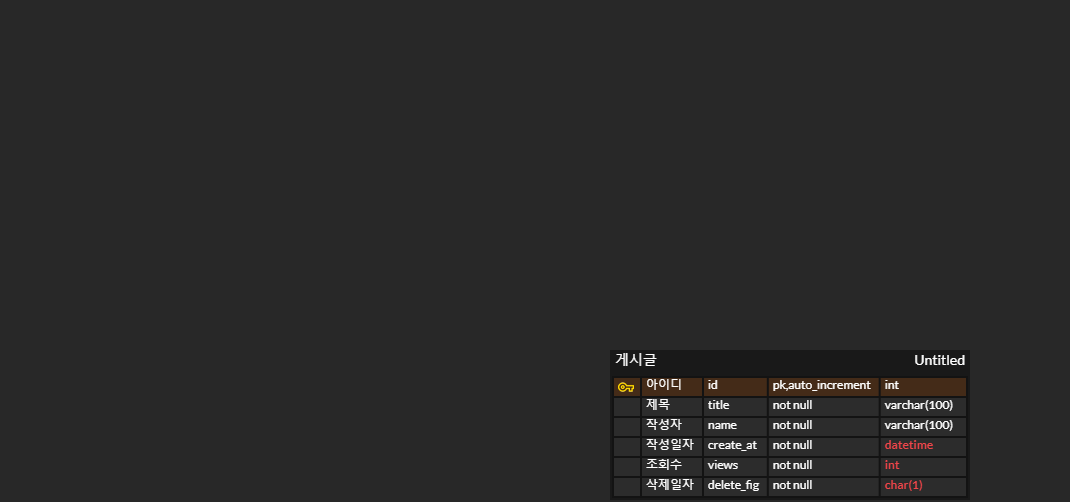 게시글 Untitled
아이디 id pk,auto_increment int
제목 title not null varchar(100)
작성자 name not null varchar(100)
작성일자 create_at not null datetime
조회수 views not null int
삭제일자 delete_fig not null char(1)